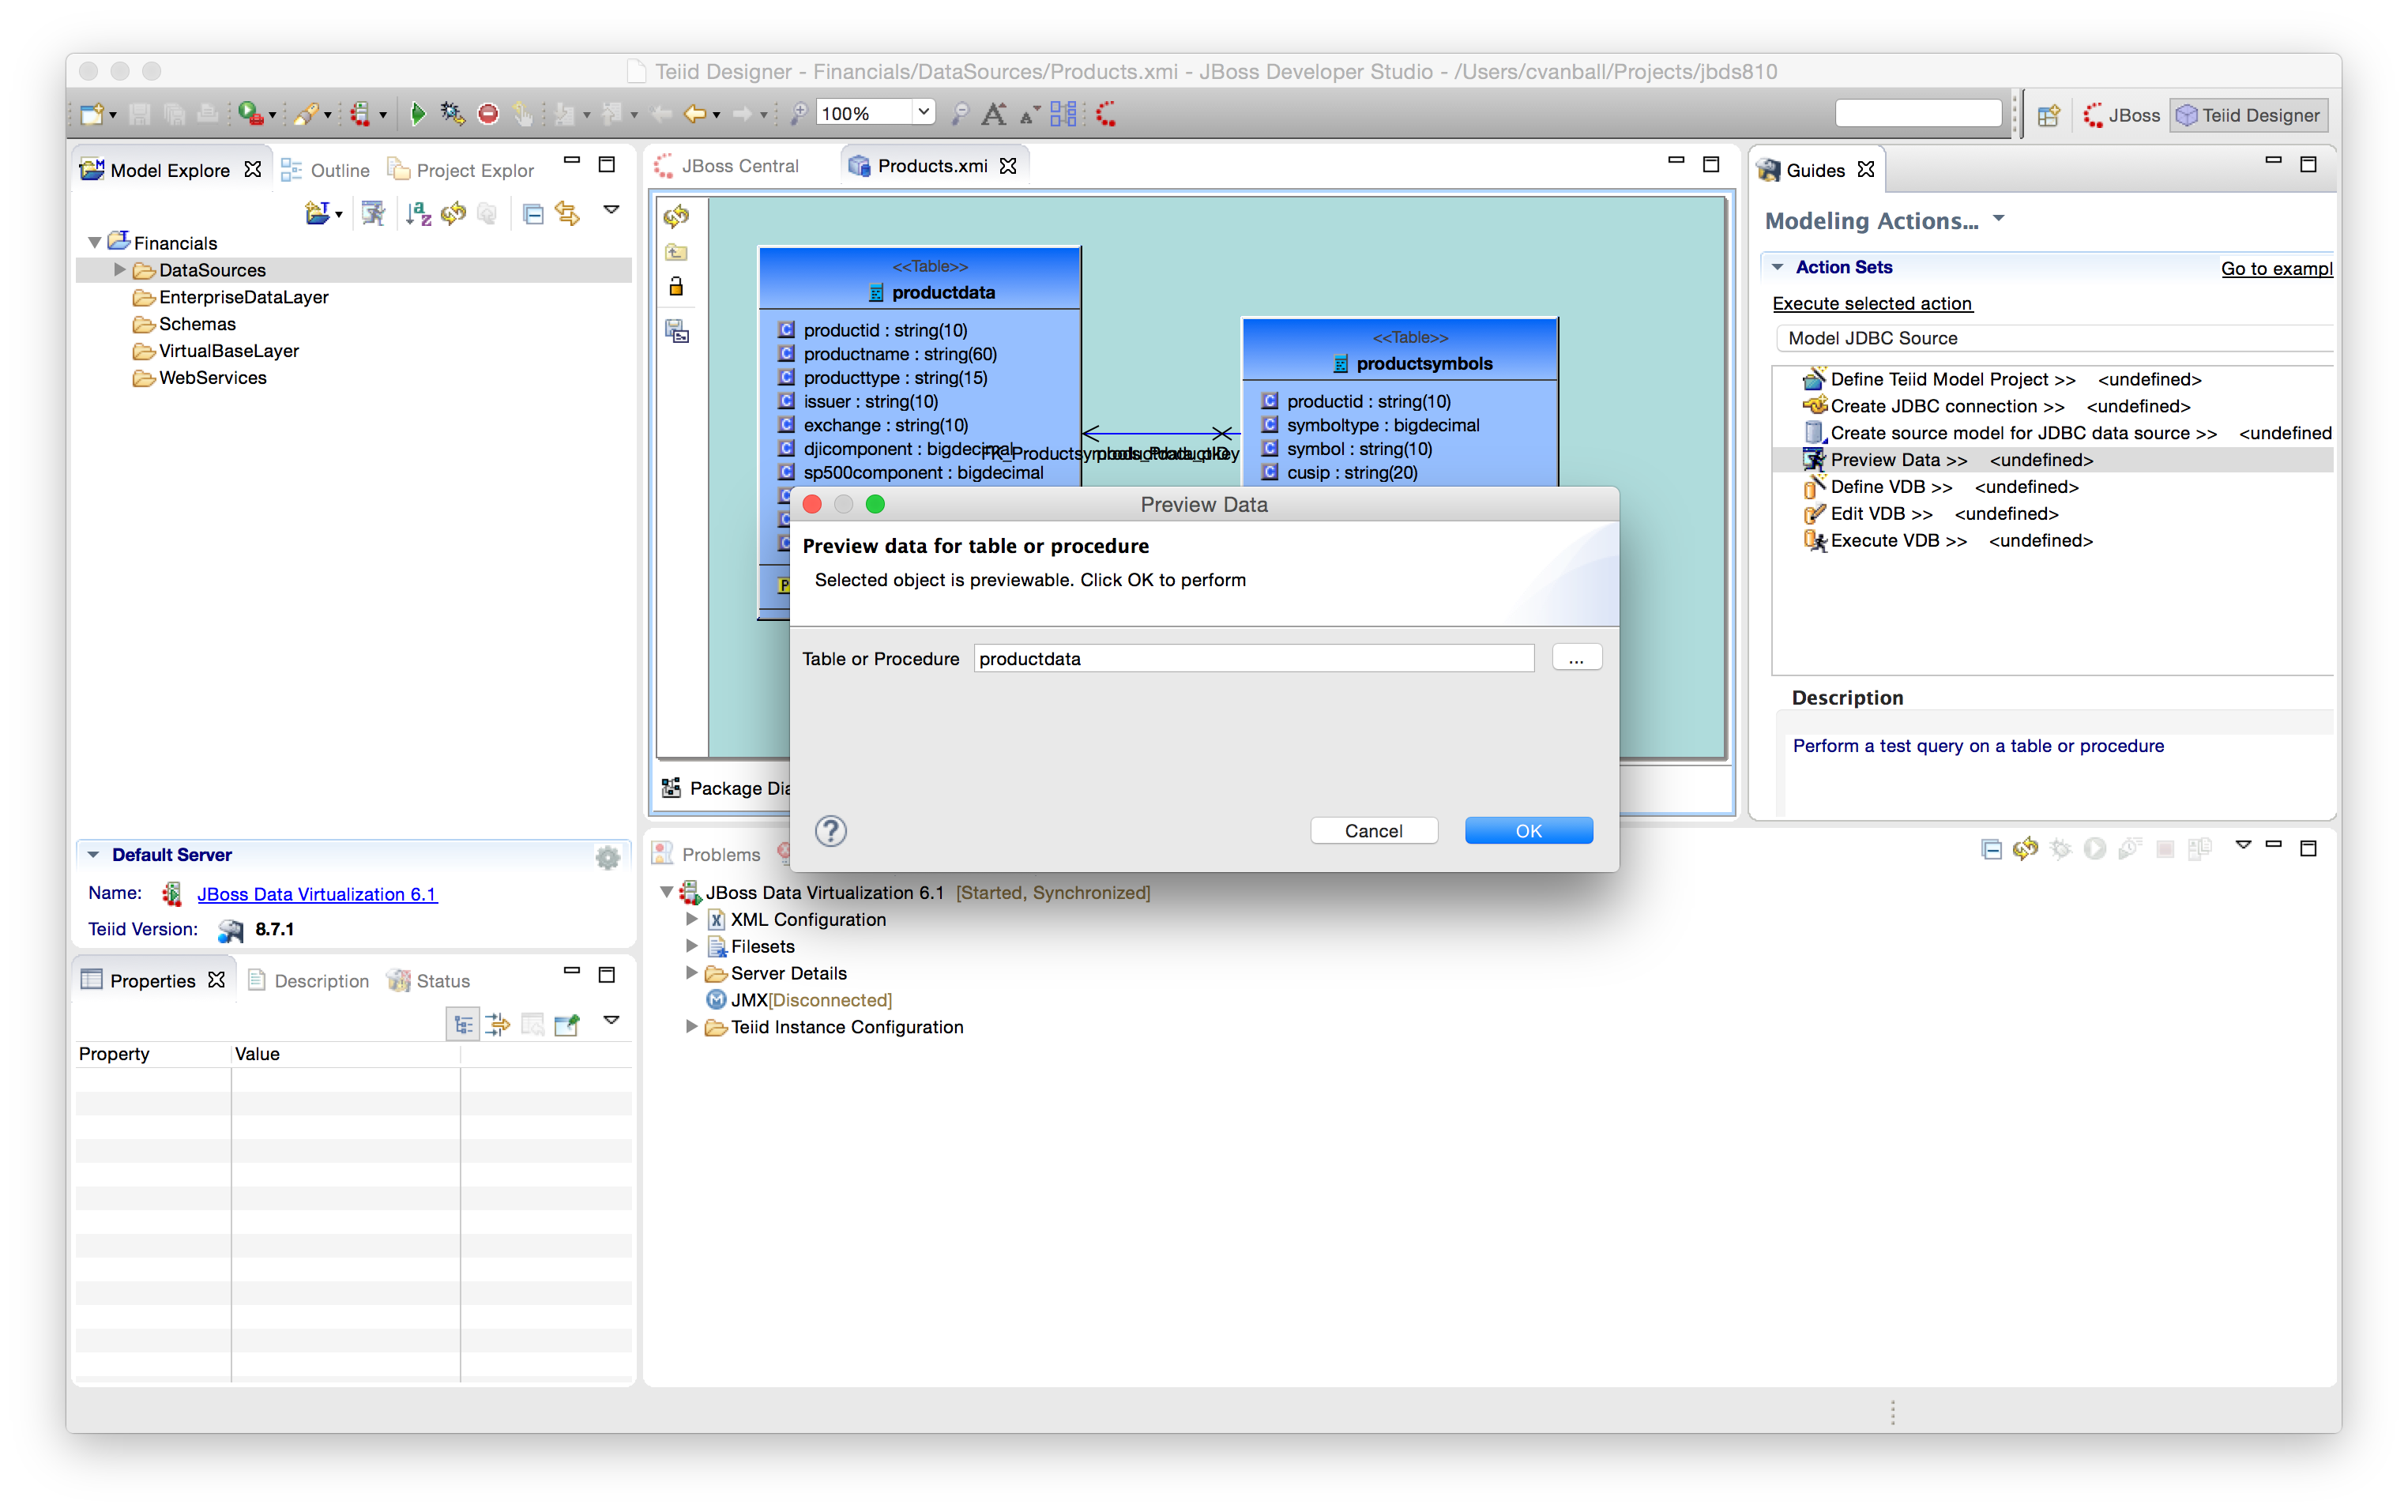 Teiid Designer - Financials/DataSources/Products.xmi - JBoss Developer Studio - /Users/cvanball/Projects/jbds810
100%
JBoss
Teiid Designer
Model Explore
Outline
Project Explor
Financials
DataSources
EnterpriseDataLayer
Schemas
VirtualBaseLayer
WebServices
Default Server
Name: JBoss Data Virtualization 6.1
Teiid Version: 8.7.1
Properties
Description
Status
Property Value
JBoss Central
Products.xmi
<<Table>>
productdata
productid : string(10)
productname : string(60)
producttype : string(15)
issuer : string(10)
exchange : string(10)
djicomponent : bigdecimal
sp500component : bigdecimal
<<Table>>
productsymbols
productid : string(10)
symboltype : bigdecimal
symbol : string(10)
cusip : string(20)
Package Dia
Preview Data
Preview data for table or procedure
Selected object is previewable. Click OK to perform
Table or Procedure productdata ...
?
Cancel
OK
Problems
JBoss Data Virtualization 6.1 [Started, Synchronized]
XML Configuration
Filesets
Server Details
JMX[Disconnected]
Teiid Instance Configuration
Guides
Modeling Actions...
Action Sets
Go to exampl
Execute selected action
Model JDBC Source
Define Teiid Model Project >> <undefined>
Create JDBC connection >> <undefined>
Create source model for JDBC data source >> <undefined
Preview Data >> <undefined>
Define VDB >> <undefined>
Edit VDB >> <undefined>
Execute VDB >> <undefined>
Description
Perform a test query on a table or procedure